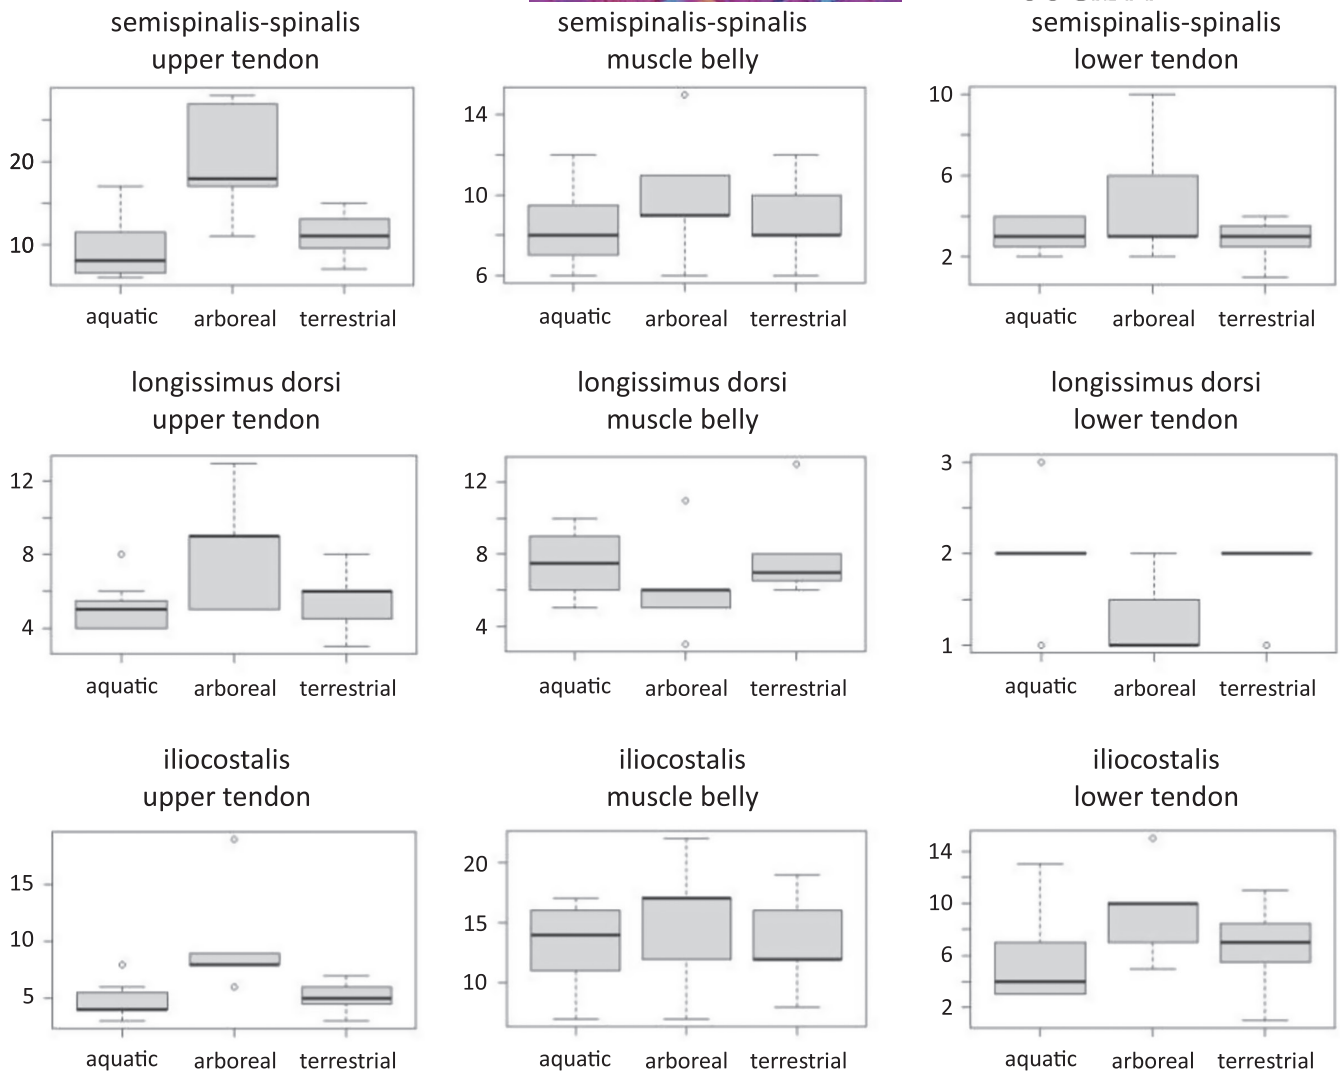 semispinalis-spinalis
upper tendon
20
10
aquatic arboreal terrestrial
semispinalis-spinalis
muscle belly
14
10
6
aquatic arboreal terrestrial
semispinalis-spinalis
lower tendon
10
6
2
aquatic arboreal terrestrial
longissimus dorsi
upper tendon
12
8
4
aquatic arboreal terrestrial
longissimus dorsi
muscle belly
12
8
4
aquatic arboreal terrestrial
longissimus dorsi
lower tendon
3
2
1
aquatic arboreal terrestrial
iliocostalis
upper tendon
15
10
5
aquatic arboreal terrestrial
iliocostalis
muscle belly
20
15
10
aquatic arboreal terrestrial
iliocostalis
lower tendon
14
10
6
2
aquatic arboreal terrestrial